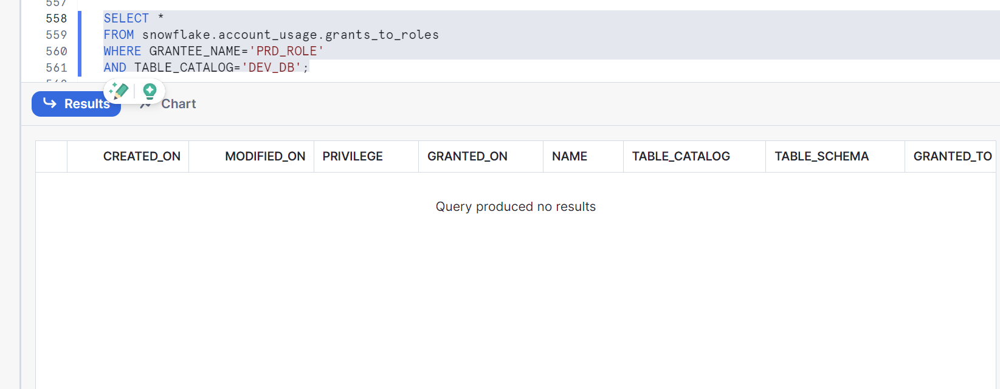 557
558 SELECT *
559 FROM snowflake.account_usage.grants_to_roles
560 WHERE GRANTEE_NAME='PRD_ROLE'
561 AND TABLE_CATALOG='DEV_DB';
Results Chart
CREATED_ON MODIFIED_ON PRIVILEGE GRANTED_ON NAME TABLE_CATALOG TABLE_SCHEMA GRANTED_TO
Query produced no results